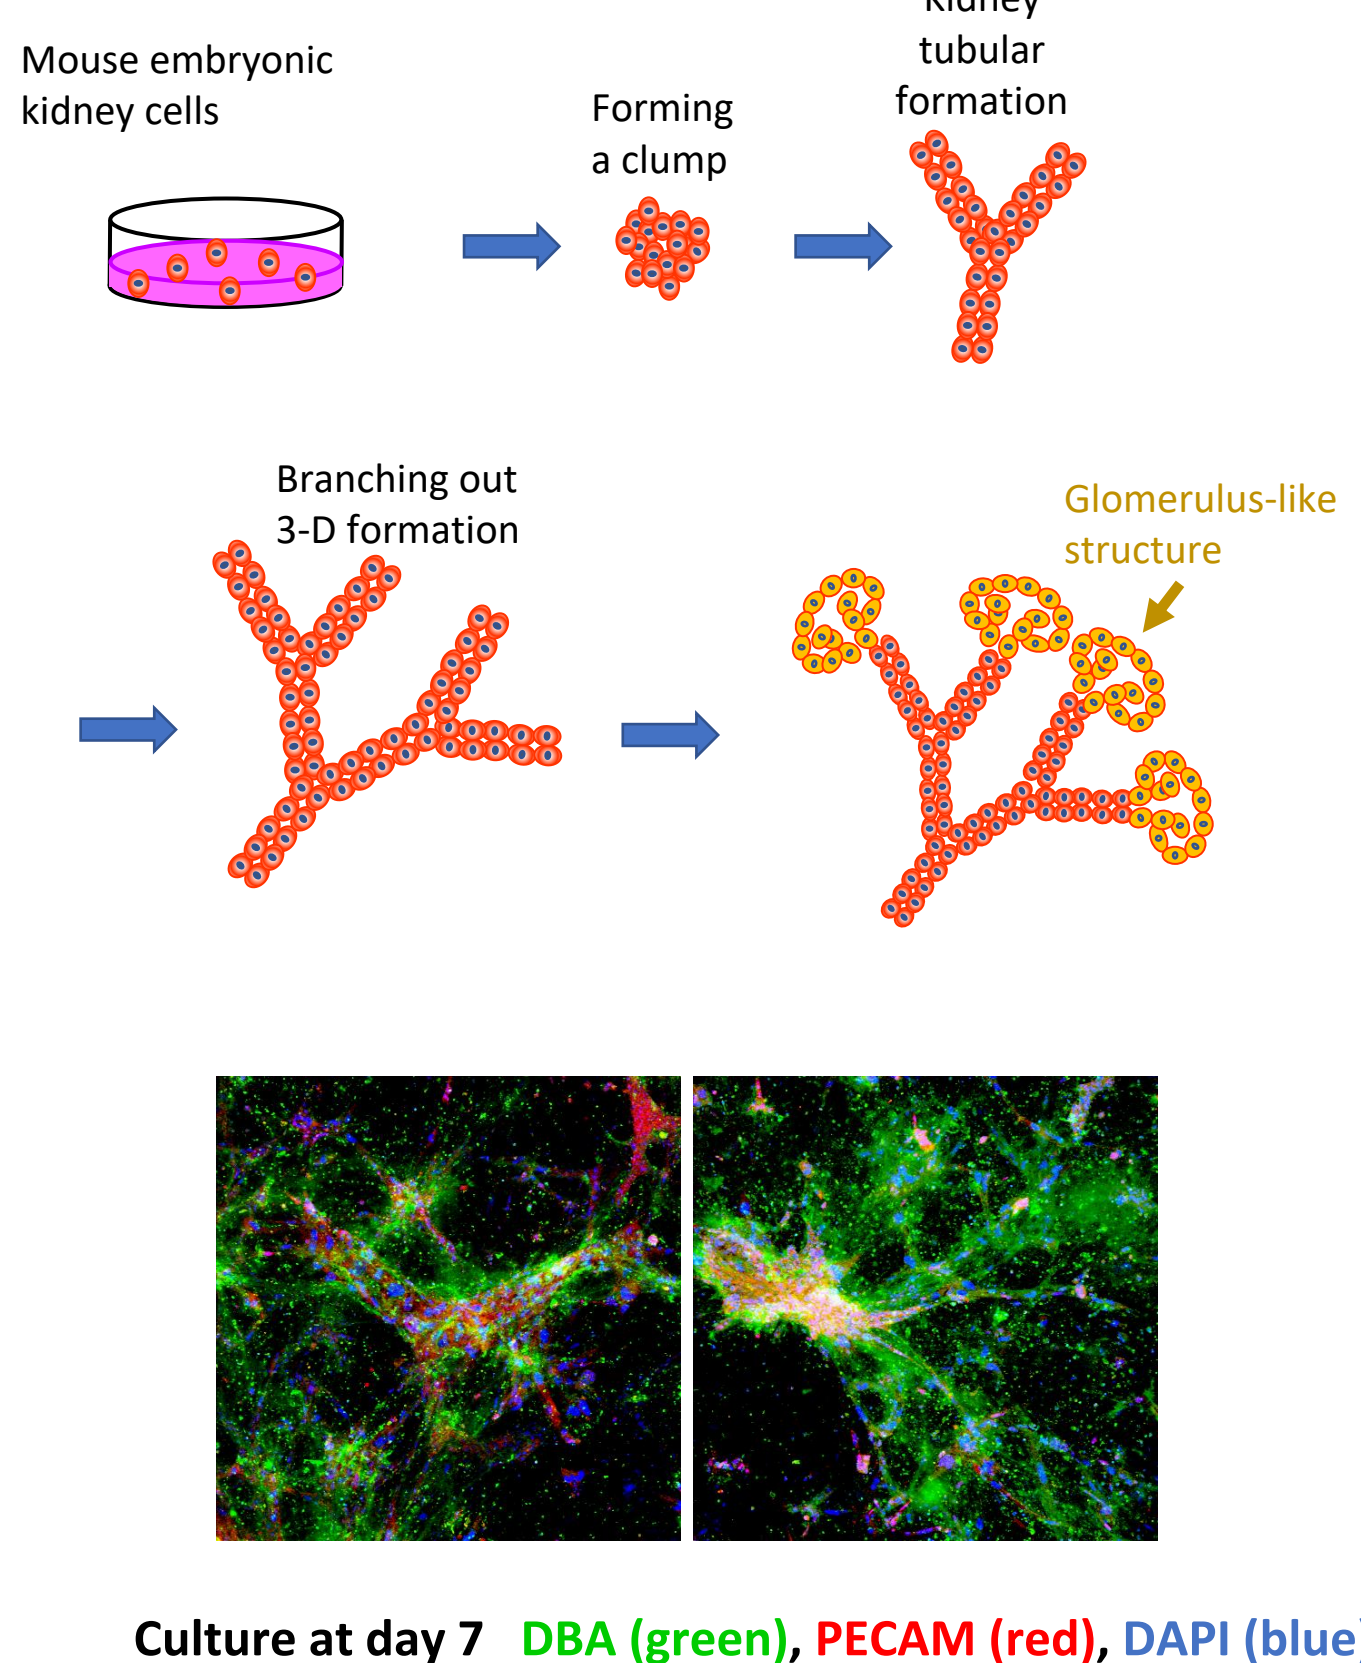 Mouse embryonic
kidney cells
Forming
a clump
Kidney
tubular
formation
Branching out
3-D formation
Glomerulus-like
structure
Culture at day 7 DBA (green), PECAM (red), DAPI (blue)